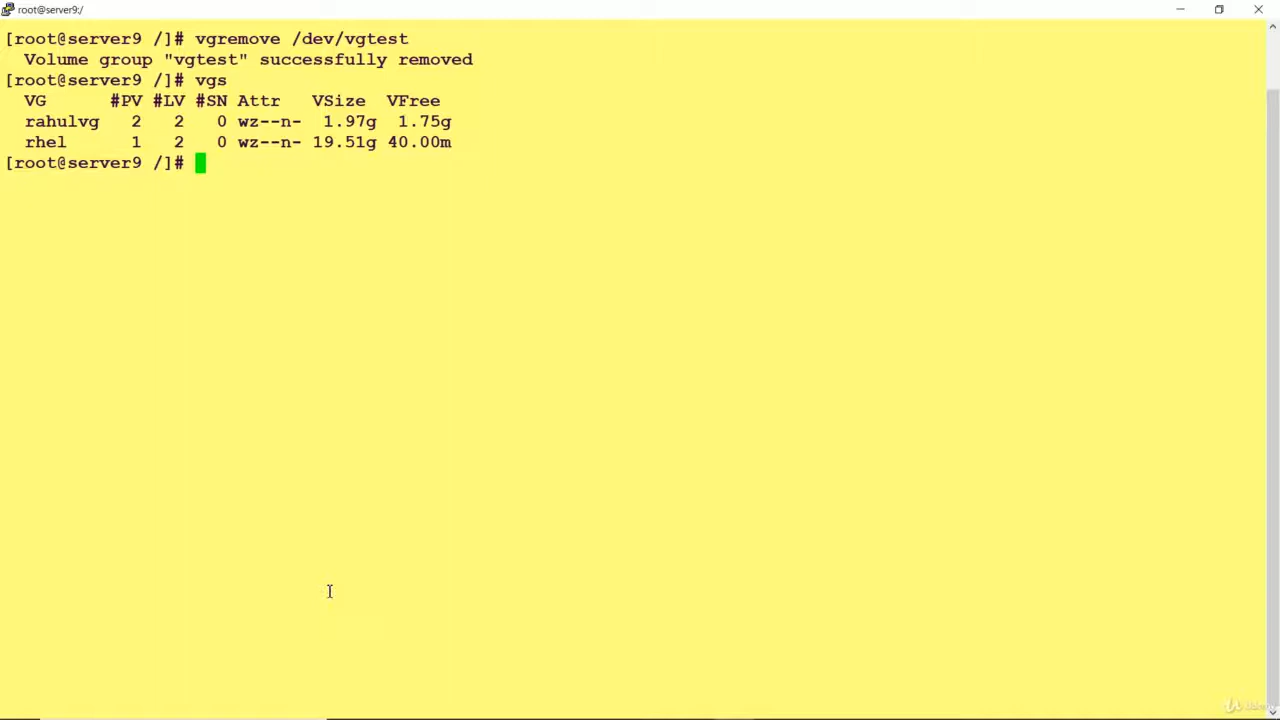 root@server9:/
[root@server9 /]# vgremove /dev/vgtest
  Volume group "vgtest" successfully removed
[root@server9 /]# vgs
  VG      #PV #LV #SN Attr   VSize  VFree
  rahulvg   2   2   0 wz--n-  1.97g  1.75g
  rhel      1   2   0 wz--n- 19.51g 40.00m
[root@server9 /]#
Udemy